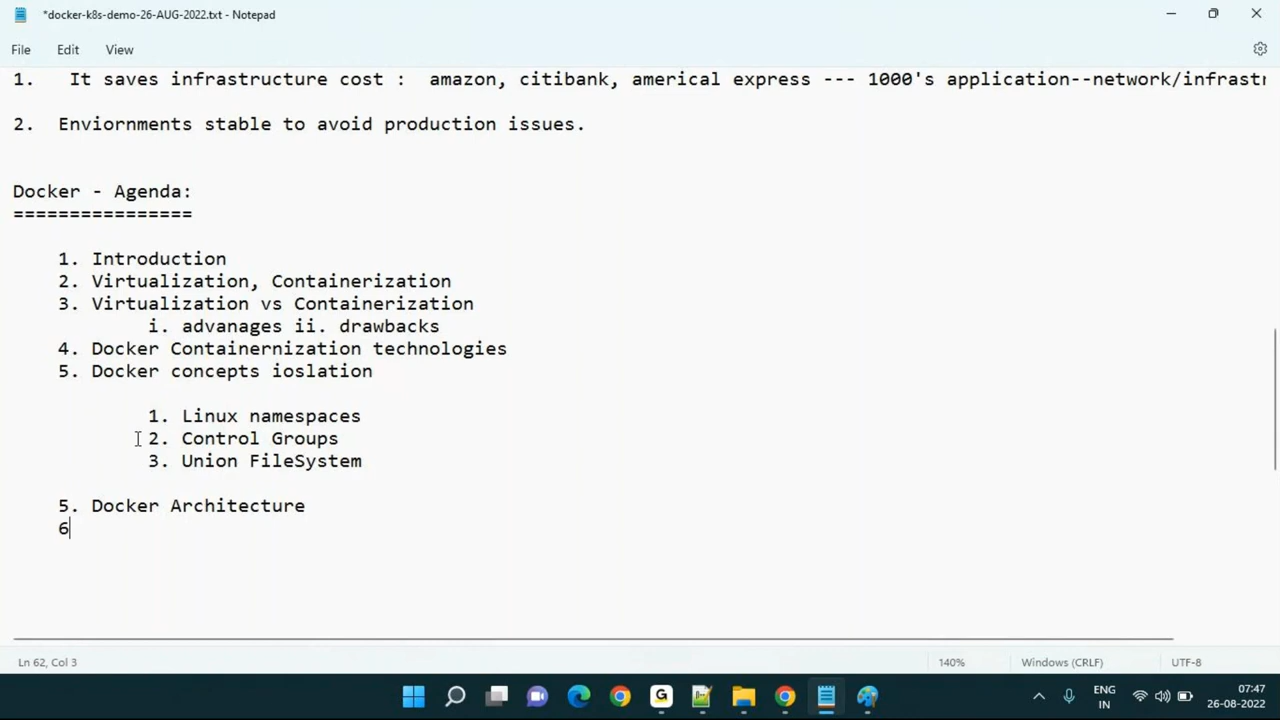 *docker-k8s-demo-26-AUG-2022.txt - Notepad
File Edit View
1. It saves infrastructure cost : amazon, citibank, americal express --- 1000's application--network/infrastr
2. Enviornments stable to avoid production issues.
Docker - Agenda:
================
1. Introduction
2. Virtualization, Containerization
3. Virtualization vs Containerization
i. advanages ii. drawbacks
4. Docker Containernization technologies
5. Docker concepts ioslation
1. Linux namespaces
2. Control Groups
3. Union FileSystem
5. Docker Architecture
6
Ln 62, Col 3 140% Windows (CRLF) UTF-8
ENG 07:47
IN 26-08-2022